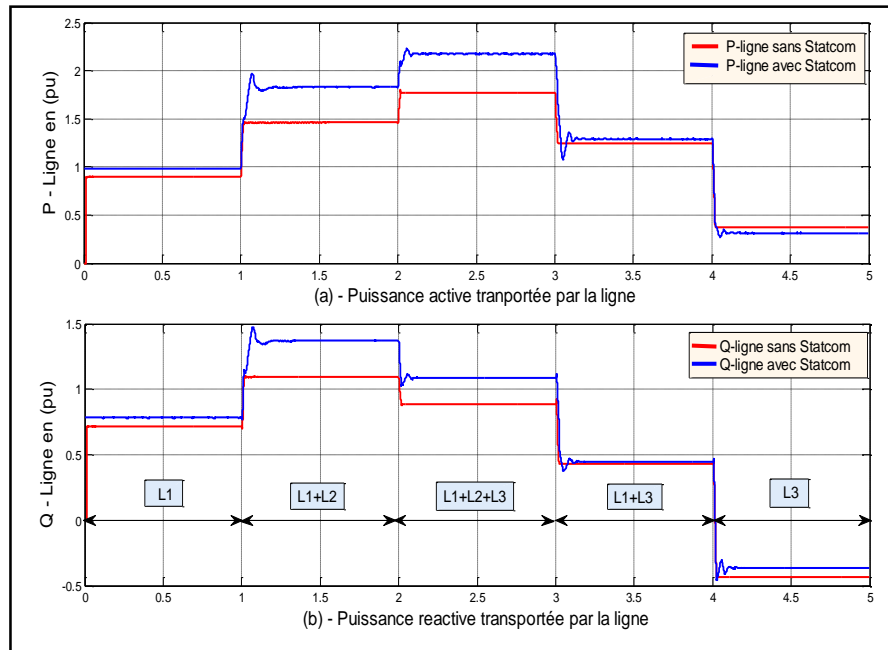 2.5
2
1.5
1
0.5
0
P - Ligne en (pu)
P-ligne sans Statcom
P-ligne avec Statcom
0 0.5 1 1.5 2 2.5 3 3.5 4 4.5 5
(a) - Puissance active tranportée par la ligne
1.5
1
0.5
0
-0.5
Q - Ligne en (pu)
Q-ligne sans Statcom
Q-ligne avec Statcom
L1
L1+L2
L1+L2+L3
L1+L3
L3
0 0.5 1 1.5 2 2.5 3 3.5 4 4.5 5
(b) - Puissance reactive transportée par la ligne